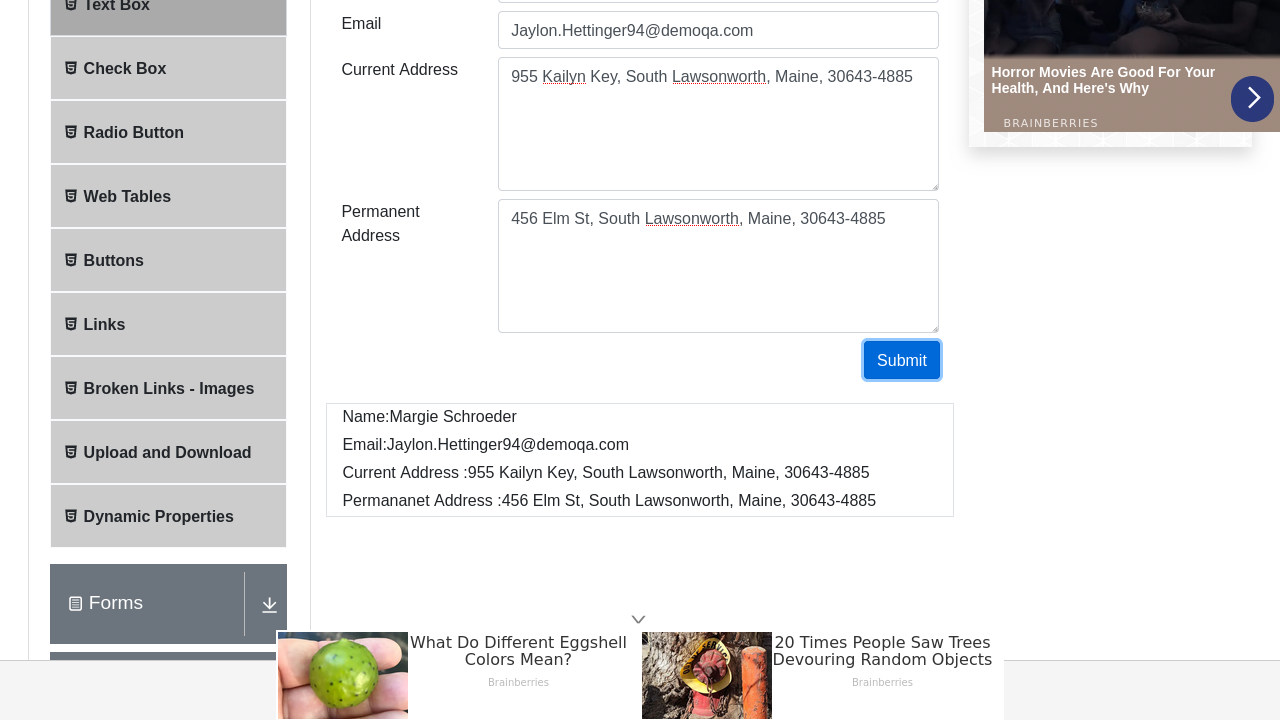 Text Box
Check Box
Radio Button
Web Tables
Buttons
Links
Broken Links - Images
Upload and Download
Dynamic Properties
Forms
Email
Jaylon.Hettinger94@demoqa.com
Current Address
955 Kailyn Key, South Lawsonworth, Maine, 30643-4885
Permanent
Address
456 Elm St, South Lawsonworth, Maine, 30643-4885
Submit
Name:Margie Schroeder
Email:Jaylon.Hettinger94@demoqa.com
Current Address :955 Kailyn Key, South Lawsonworth, Maine, 30643-4885
Permananet Address :456 Elm St, South Lawsonworth, Maine, 30643-4885
Horror Movies Are Good For Your
Health, And Here's Why
BRAINBERRIES
What Do Different Eggshell
Colors Mean?
Brainberries
20 Times People Saw Trees
Devouring Random Objects
Brainberries